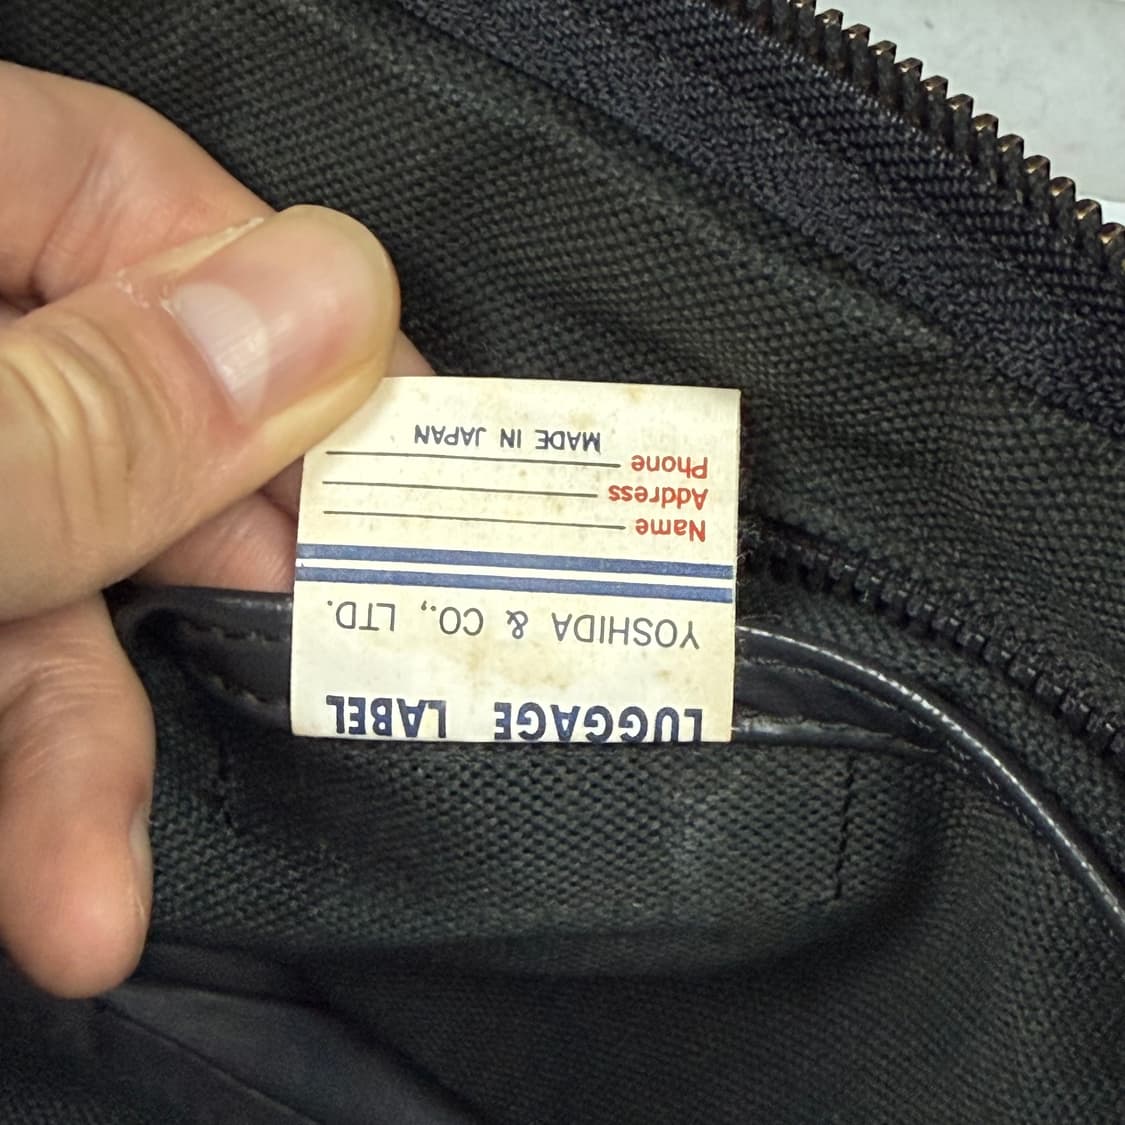 LUGGAGE LABEL
YOSHIDA & CO., LTD.
Name
Address
Phone
MADE IN JAPAN